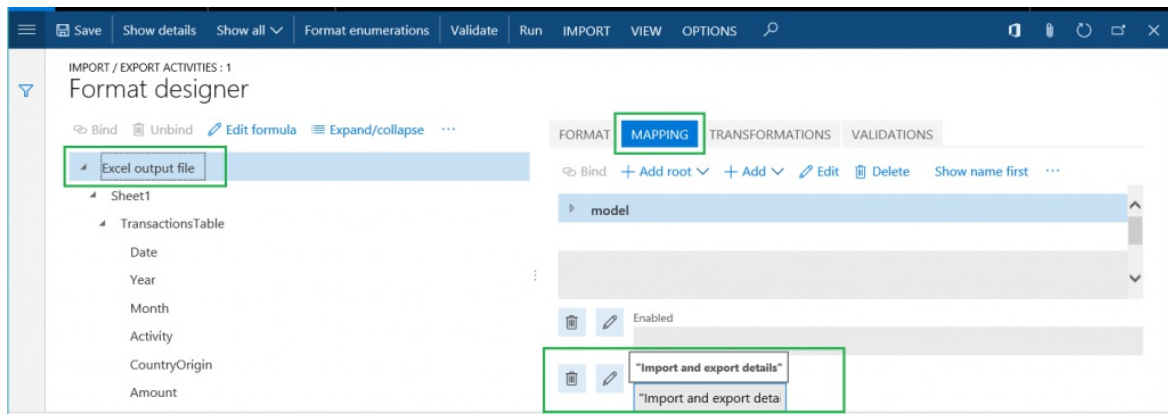 Save Show details Show all Format enumerations Validate Run IMPORT VIEW OPTIONS
IMPORT / EXPORT ACTIVITIES : 1
Format designer
Bind Unbind Edit formula Expand/collapse ...
FORMAT MAPPING TRANSFORMATIONS VALIDATIONS
Excel output file
Bind + Add root + Add Edit Delete Show name first ...
Sheet1
model
TransactionsTable
Date
Year
Month
Enabled
Activity
CountryOrigin
"Import and export details"
Amount
"Import and export detai